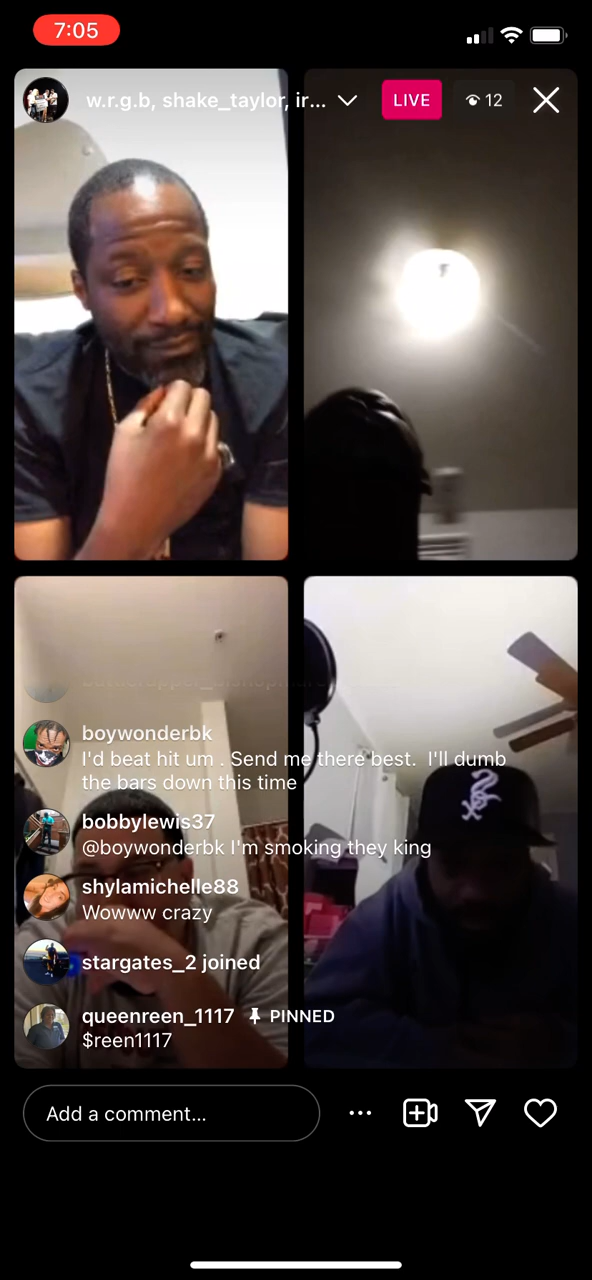 7:05
w.r.g.b, shake_taylor, ir...
LIVE
12
boywonderbk
I'd beat hit um . Send me there best. I'll dumb
the bars down this time
bobbylewis37
@boywonderbk I'm smoking they king
shylamichelle88
Wowww crazy
stargates_2 joined
queenreen_1117 PINNED
$reen1117
Add a comment...